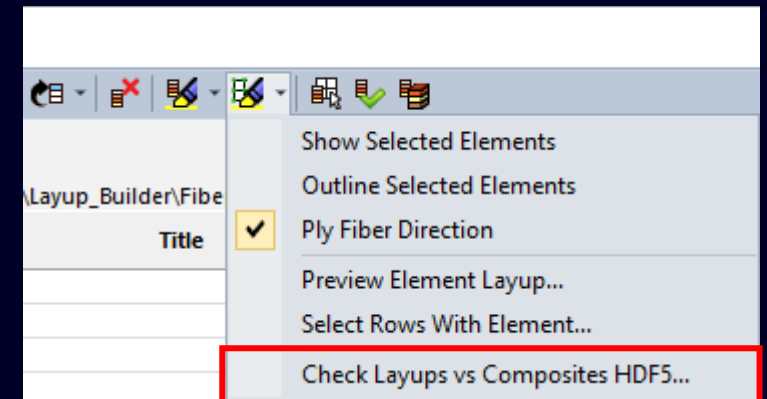 \Layup_Builder\Fibe
Title
Show Selected Elements
Outline Selected Elements
Ply Fiber Direction
Preview Element Layup...
Select Rows With Element...
Check Layups vs Composites HDF5...